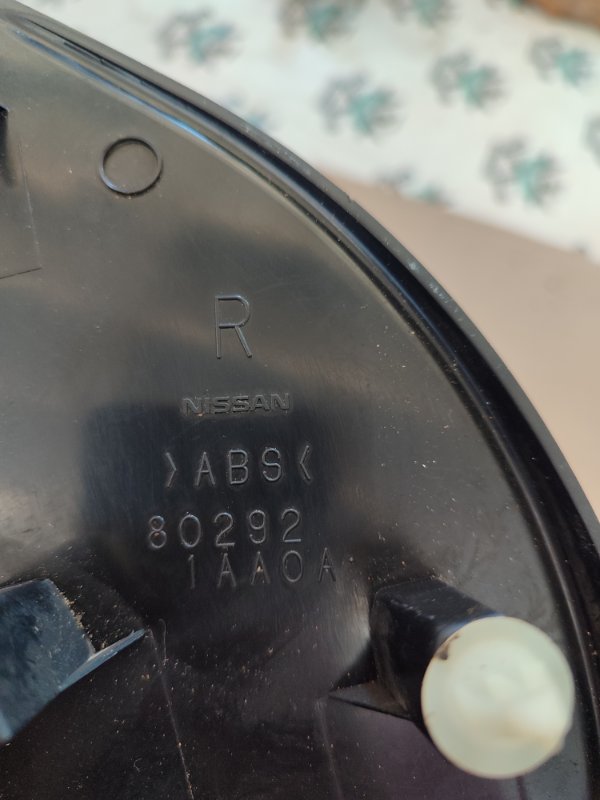 R
NISSAN
>ABS<
80292
1AA0A